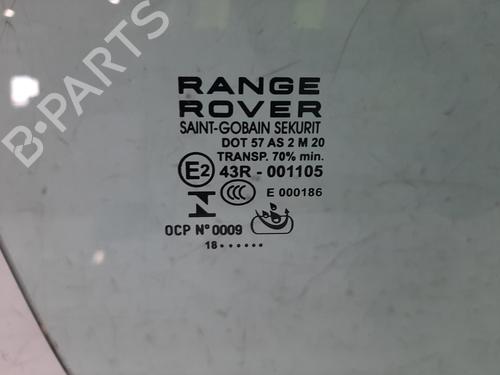 B-PARTS
RANGE
ROVER
SAINT-GOBAIN SEKURIT
DOT 57 AS 2 M 20
TRANSP. 70% min.
E2 43R - 001105
CCC E 000186
OCP N° 0009
18 ••••••